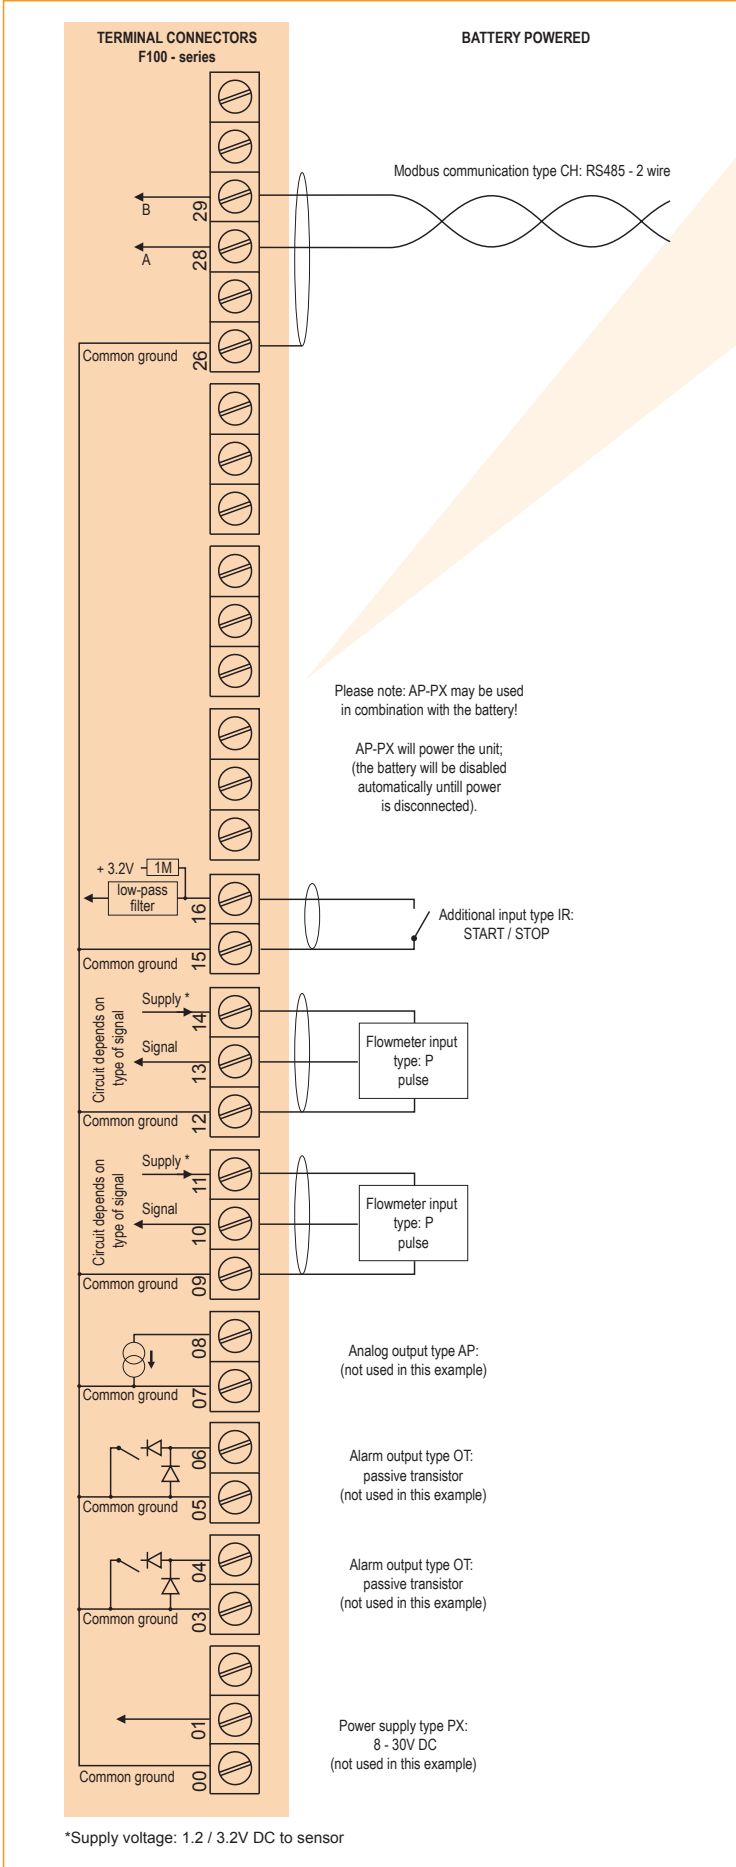 TERMINAL CONNECTORS
F100 - series
BATTERY POWERED
Modbus communication type CH: RS485 - 2 wire
B
29
A
28
Common ground
26
Please note: AP-PX may be used
in combination with the battery!
AP-PX will power the unit;
(the battery will be disabled
automatically untill power
is disconnected).
+ 3.2V
1M
low-pass
filter
16
Additional input type IR:
START / STOP
Common ground
15
Circuit depends on
type of signal
Supply *
14
Signal
13
Flowmeter input
type: P
pulse
Common ground
12
Circuit depends on
type of signal
Supply *
11
Signal
10
Flowmeter input
type: P
pulse
Common ground
09
08
Analog output type AP:
(not used in this example)
Common ground
07
06
Alarm output type OT:
passive transistor
(not used in this example)
Common ground
05
04
Alarm output type OT:
passive transistor
(not used in this example)
Common ground
03
01
Power supply type PX:
8 - 30V DC
(not used in this example)
Common ground
00
*Supply voltage: 1.2 / 3.2V DC to sensor